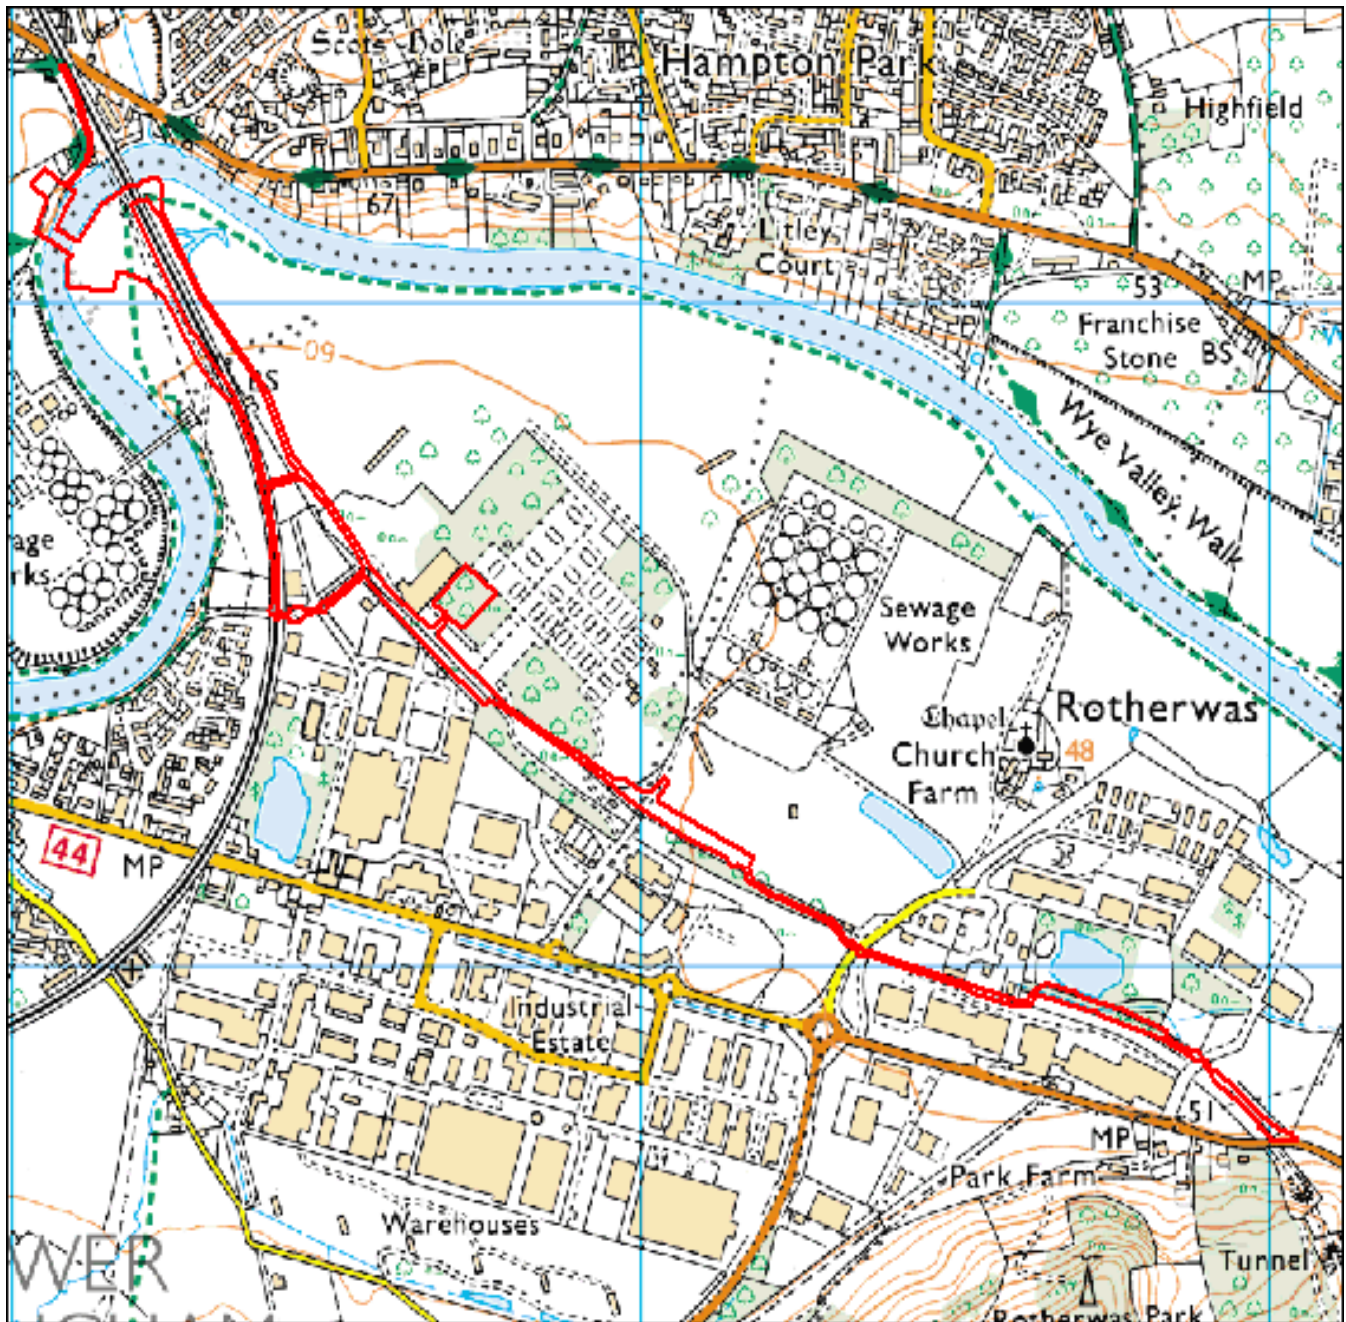 Scots Hole
Hampton Park
Highfield
67
Litley
Court
53
MP
Franchise
Stone
BS
60
BS
Wye Valley Walk
age
rks
Sewage
Works
Chapel
Rotherwas
Church
Farm
48
44
MP
Industrial
Estate
51
MP
Park Farm
Warehouses
WER
Tunnel
Rotherwas Park